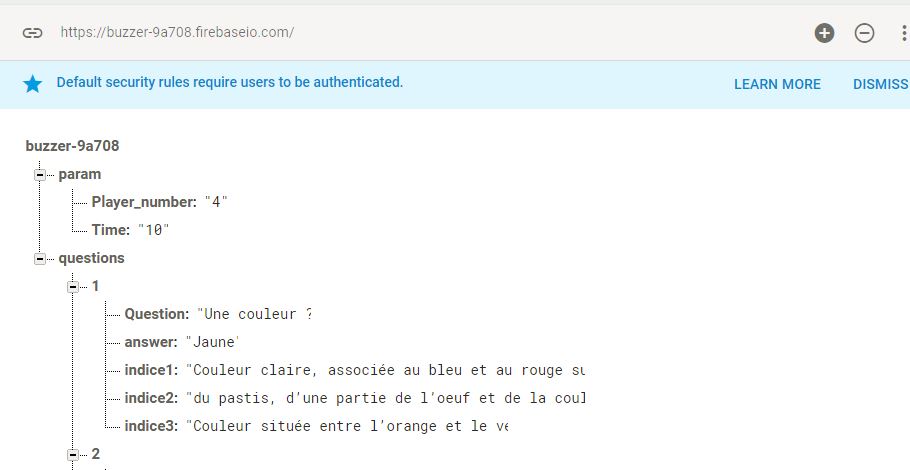 https://buzzer-9a708.firebaseio.com/
Default security rules require users to be authenticated. LEARN MORE DISMISS
buzzer-9a708
param
Player_number: "4"
Time: "10"
questions
1
Question: "Une couleur ?
answer: "Jaune'
indice1: "Couleur claire, associée au bleu et au rouge su
indice2: "du pastis, d’une partie de l’oeuf et de la coul
indice3: "Couleur située entre l’orange et le ve
2